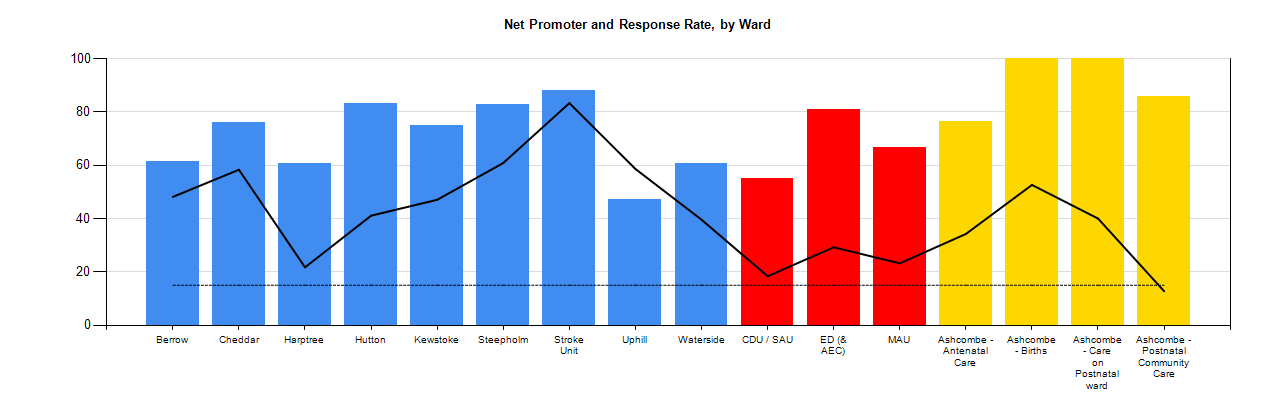 Net Promoter and Response Rate, by Ward
100
80
60
40
20
0
Berrow
Cheddar
Harptree
Hutton
Kewstoke
Steepholm
Stroke
Unit
Uphill
Waterside
CDU / SAU
ED (&
AEC)
MAU
Ashcombe -
Antenatal
Care
Ashcombe
- Births
Ashcombe
- Care
on
Postnatal
ward
Ashcombe -
Postnatal
Community
Care